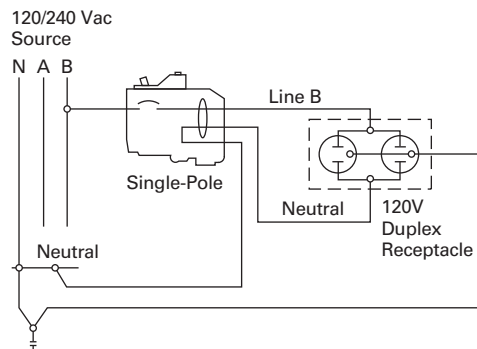 120/240 Vac
Source
N A B
Line B
Single-Pole
Neutral
120V
Duplex
Receptacle
Neutral